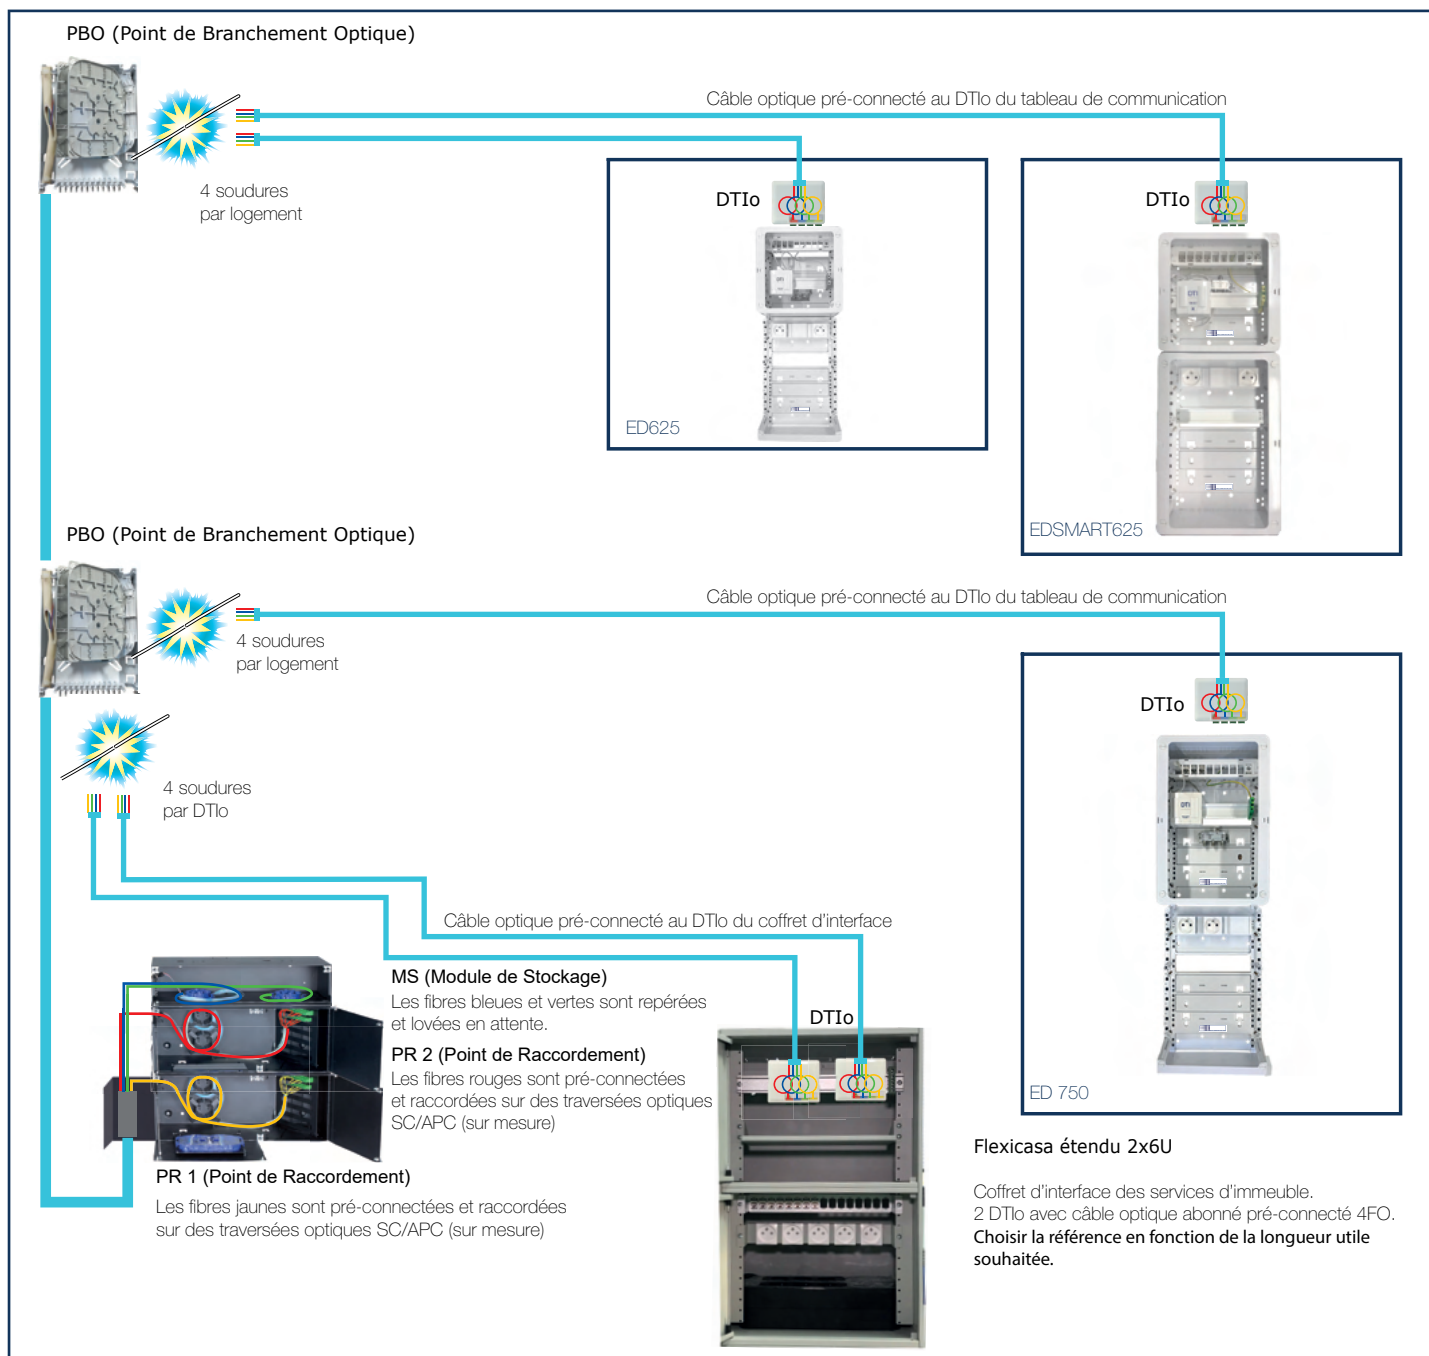 PBO (Point de Branchement Optique)
Câble optique pré-connecté au DTIo du tableau de communication
4 soudures
par logement
DTIo
DTIo
DTI
ED625
EDSMART625
PBO (Point de Branchement Optique)
Câble optique pré-connecté au DTIo du tableau de communication
4 soudures
par logement
DTIo
4 soudures
par DTIo
DTI
Câble optique pré-connecté au DTIo du coffret d'interface
MS (Module de Stockage)
Les fibres bleues et vertes sont repérées
et lovées en attente.
DTIo
PR 2 (Point de Raccordement)
Les fibres rouges sont pré-connectées
et raccordées sur des traversées optiques
SC/APC (sur mesure)
ED 750
PR 1 (Point de Raccordement)
Les fibres jaunes sont pré-connectées et raccordées
sur des traversées optiques SC/APC (sur mesure)
Flexicasa étendu 2x6U
Coffret d'interface des services d'immeuble.
2 DTIo avec câble optique abonné pré-connecté 4FO.
Choisir la référence en fonction de la longueur utile
souhaitée.